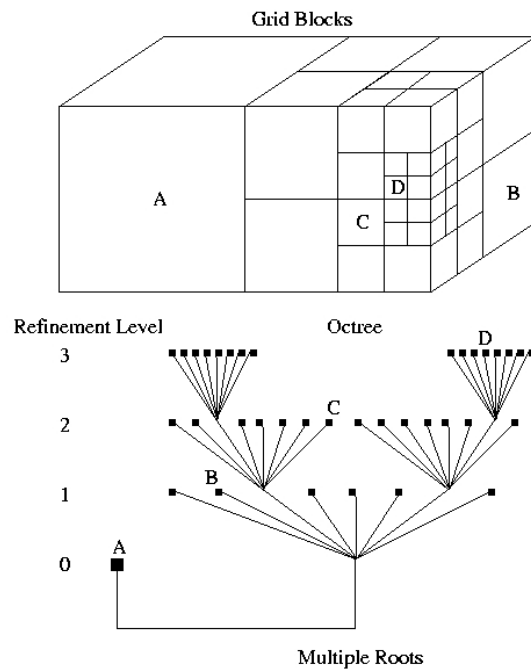 Grid Blocks
A
B
C
D
Refinement Level
Octree
D
3
2
C
1
B
0
A
Multiple Roots